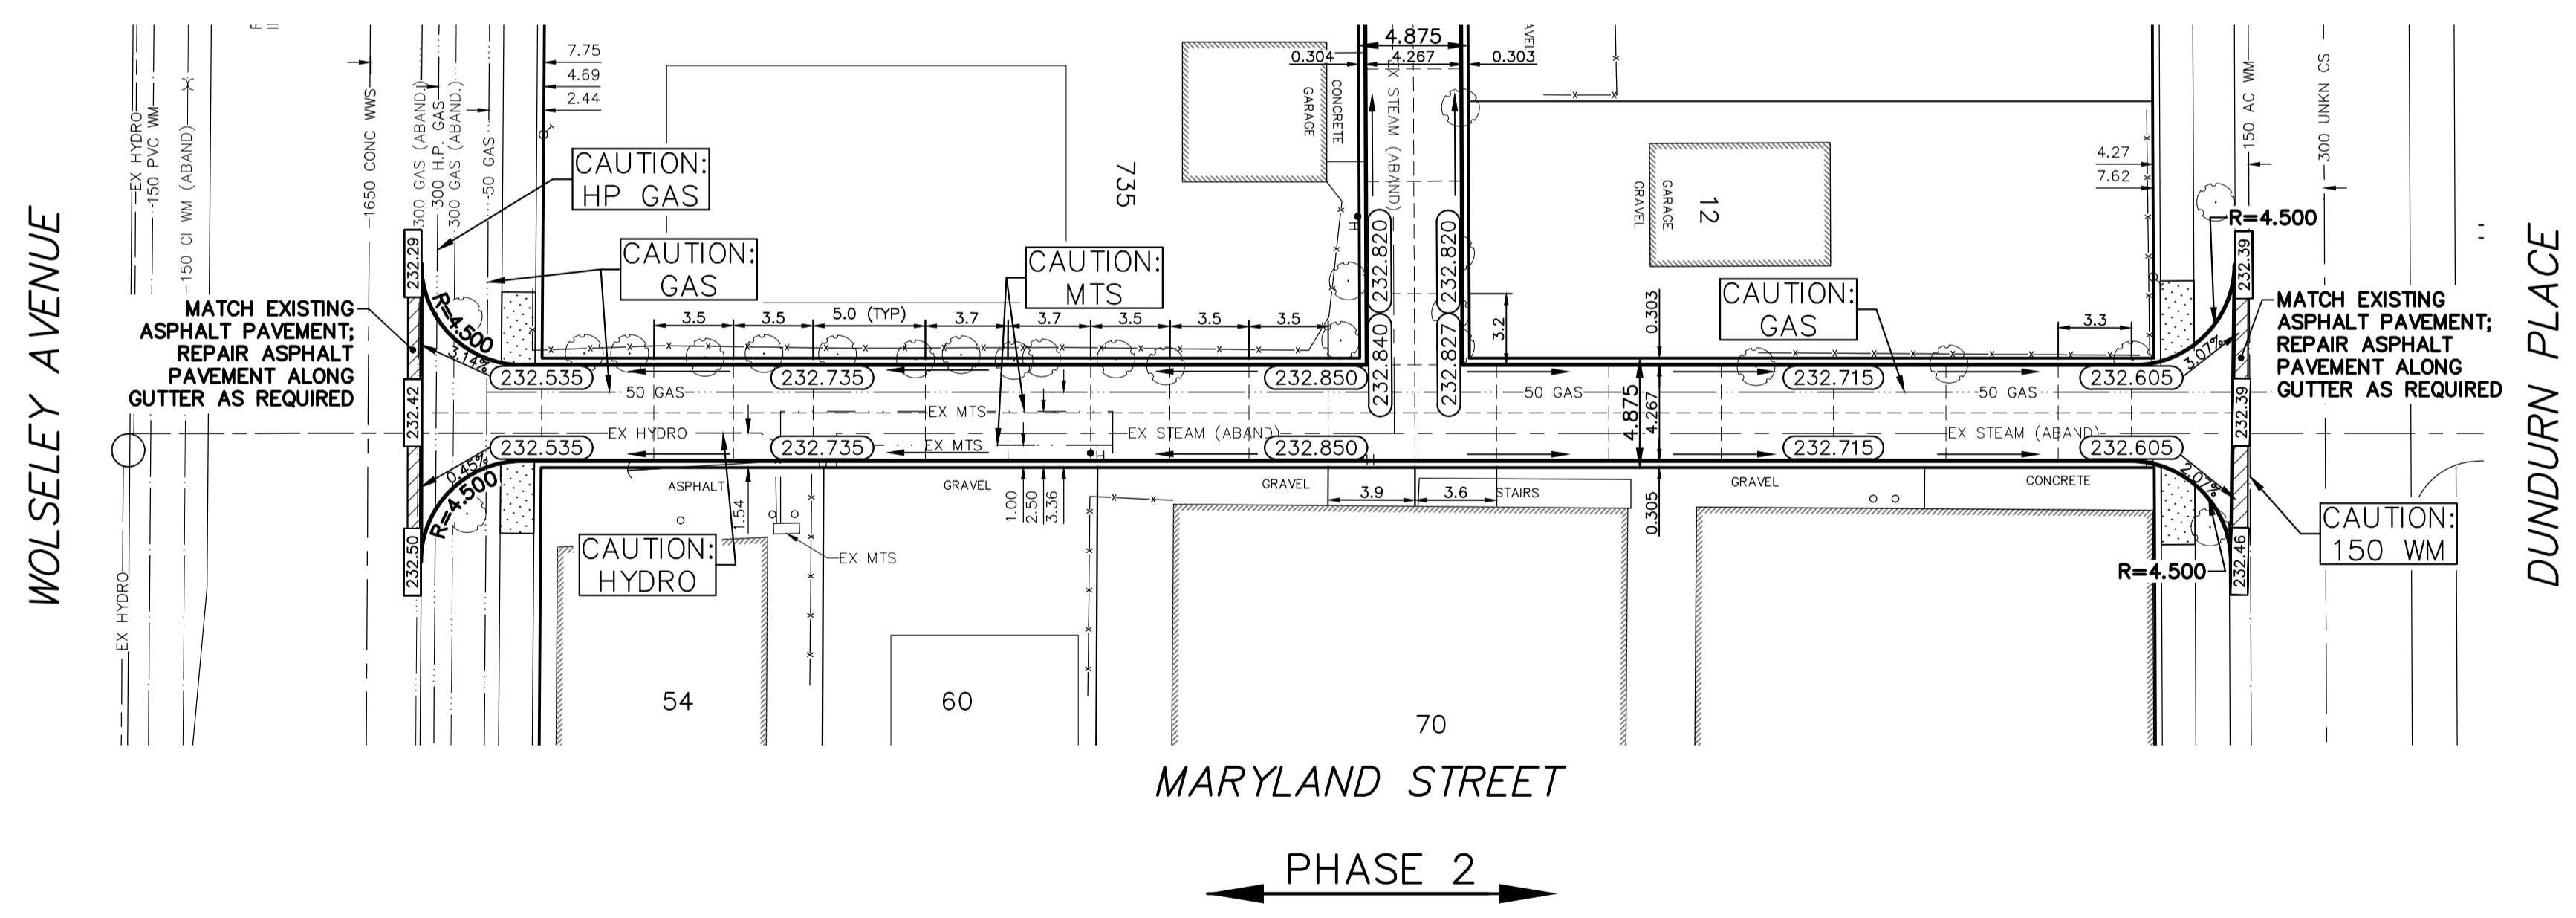 WOLSELEY AVENUE
EX HYDRO
150 PVC WM
150 CI WM (ABAND)
1650 CONC WWS
300 GAS (ABAND.)
300 H.P. GAS
300 GAS (ABAND.)
50 GAS
EX HYDRO
7.75
4.69
2.44
CAUTION:
HP GAS
CAUTION:
GAS
CAUTION:
MTS
735
GARAGE
CONCRETE
0.304
4.875
4.267
0.303
EX STEAM (ABAND)
GRAVEL
GARAGE
12
4.27
7.62
150 AC WM
300 UNKN CS
R=4.500
232.29
232.42
232.50
MATCH EXISTING
ASPHALT PAVEMENT;
REPAIR ASPHALT
PAVEMENT ALONG
GUTTER AS REQUIRED
R=4.500
3.14%
0.45%
R=4.500
3.5
3.5
5.0 (TYP)
3.7
3.7
3.5
3.5
3.5
232.820
232.820
232.840
232.827
3.2
0.303
CAUTION:
GAS
3.3
3.07%
232.39
232.39
232.46
MATCH EXISTING
ASPHALT PAVEMENT;
REPAIR ASPHALT
PAVEMENT ALONG
GUTTER AS REQUIRED
232.535
232.735
232.850
232.715
232.605
50 GAS
50 GAS
50 GAS
EX MTS
EX HYDRO
EX MTS
EX STEAM (ABAND)
4.875
4.267
EX STEAM (ABAND)
232.535
232.735
232.850
232.715
232.605
2.07%
ASPHALT
1.54
GRAVEL
1.00
2.50
3.36
GRAVEL
3.9
3.6
STAIRS
0.305
GRAVEL
CONCRETE
CAUTION:
HYDRO
EX MTS
CAUTION:
150 WM
R=4.500
54
60
70
DUNDURN PLACE
MARYLAND STREET
PHASE 2